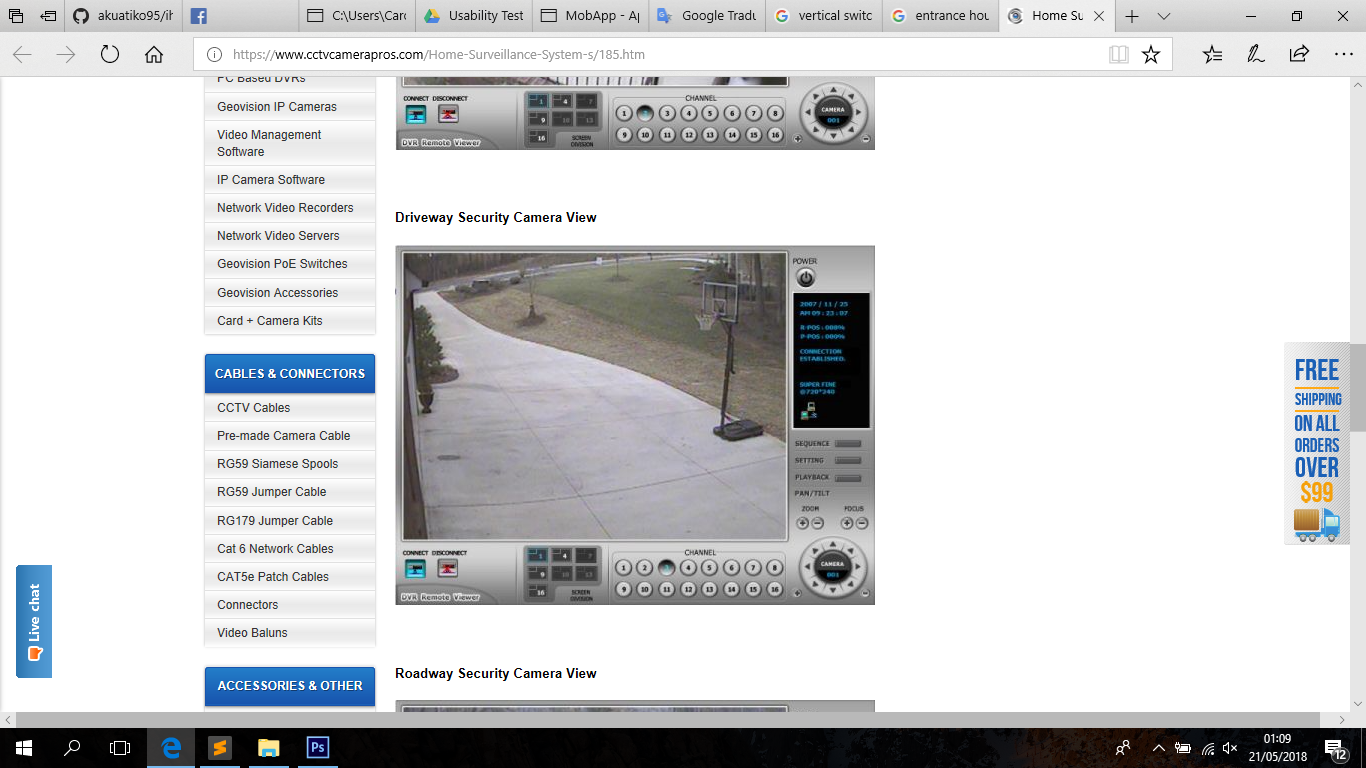 akuatiko95/ih
C:\Users\Car
Usability Test
MobApp - Ap
Google Tradu
vertical switc
entrance hou
Home Su
https://www.cctvcamerapros.com/Home-Surveillance-System-s/185.htm
PC Based DVRs
Geovision IP Cameras
Video Management
Software
IP Camera Software
Network Video Recorders
Network Video Servers
Geovision PoE Switches
Geovision Accessories
Card + Camera Kits
CABLES & CONNECTORS
CCTV Cables
Pre-made Camera Cable
RG59 Siamese Spools
RG59 Jumper Cable
RG179 Jumper Cable
Cat 6 Network Cables
CAT5e Patch Cables
Connectors
Video Baluns
ACCESSORIES & OTHER
CONNECT DISCONNECT
1 4 7
9 10 13
16
SCREEN
DIVISION
CHANNEL
1 3 4 5 6 7 8
9 10 11 12 13 14 15 16
CAMERA
001
DVR Remote Viewer
Driveway Security Camera View
POWER
2007 / 11 / 25
AM 09 : 23 : 07
R-POS : 000%
P-POS : 000%
CONNECTION
ESTABLISHED.
SUPER FINE
@720*240
SEQUENCE
SETTING
PLAYBACK
PAN/TILT
ZOOM FOCUS
CONNECT DISCONNECT
1 4 7
9 10 13
16
SCREEN
DIVISION
CHANNEL
1 2 4 5 6 7 8
9 10 11 12 13 14 15 16
CAMERA
001
DVR Remote Viewer
Roadway Security Camera View
FREE
SHIPPING
ON ALL
ORDERS
OVER
$99
Live chat
Ps
01:09
21/05/2018
12